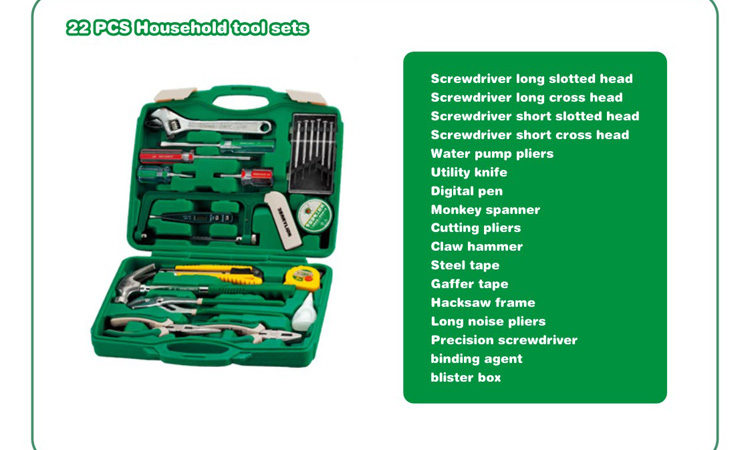 22 PCS Household tool sets
Screwdriver long slotted head
Screwdriver long cross head
Screwdriver short slotted head
Screwdriver short cross head
Water pump pliers
Utility knife
Digital pen
Monkey spanner
Cutting pliers
Claw hammer
Steel tape
Gaffer tape
Hacksaw frame
Long noise pliers
Precision screwdriver
binding agent
blister box